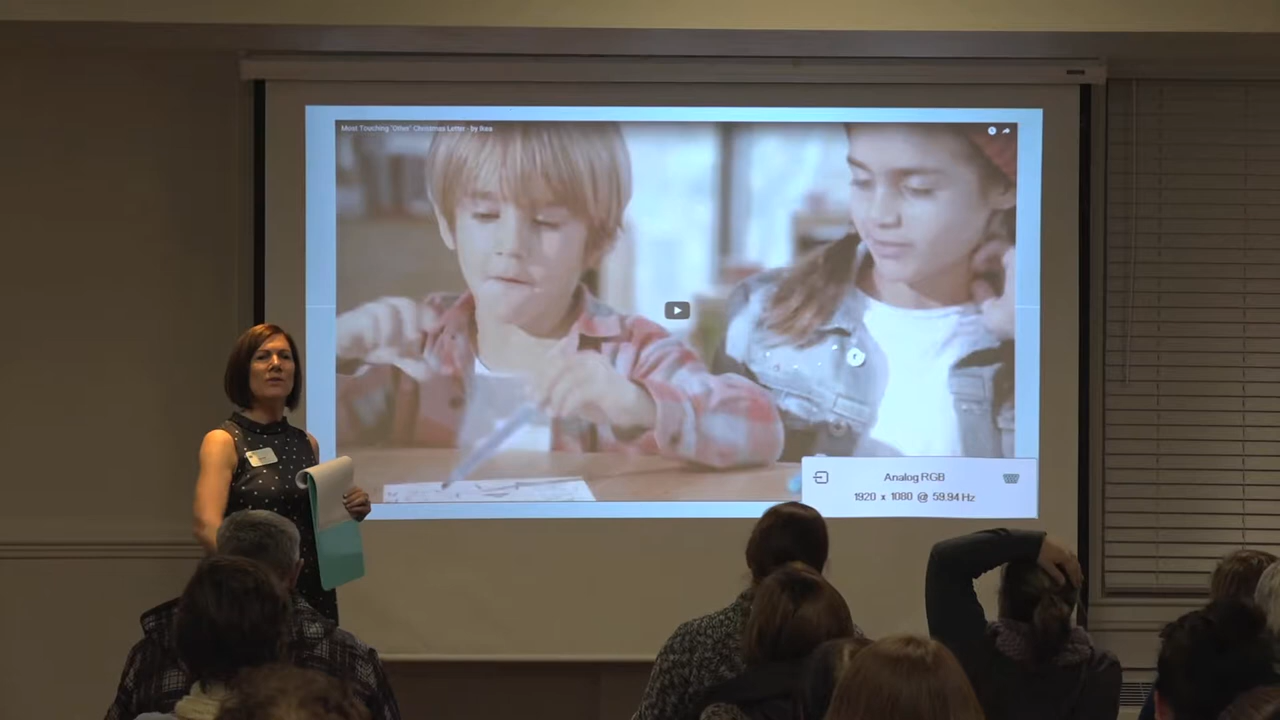 Most Touching "Other" Christmas Letter - by Ikea
Analog RGB
1920 x 1080 @ 59.94 Hz